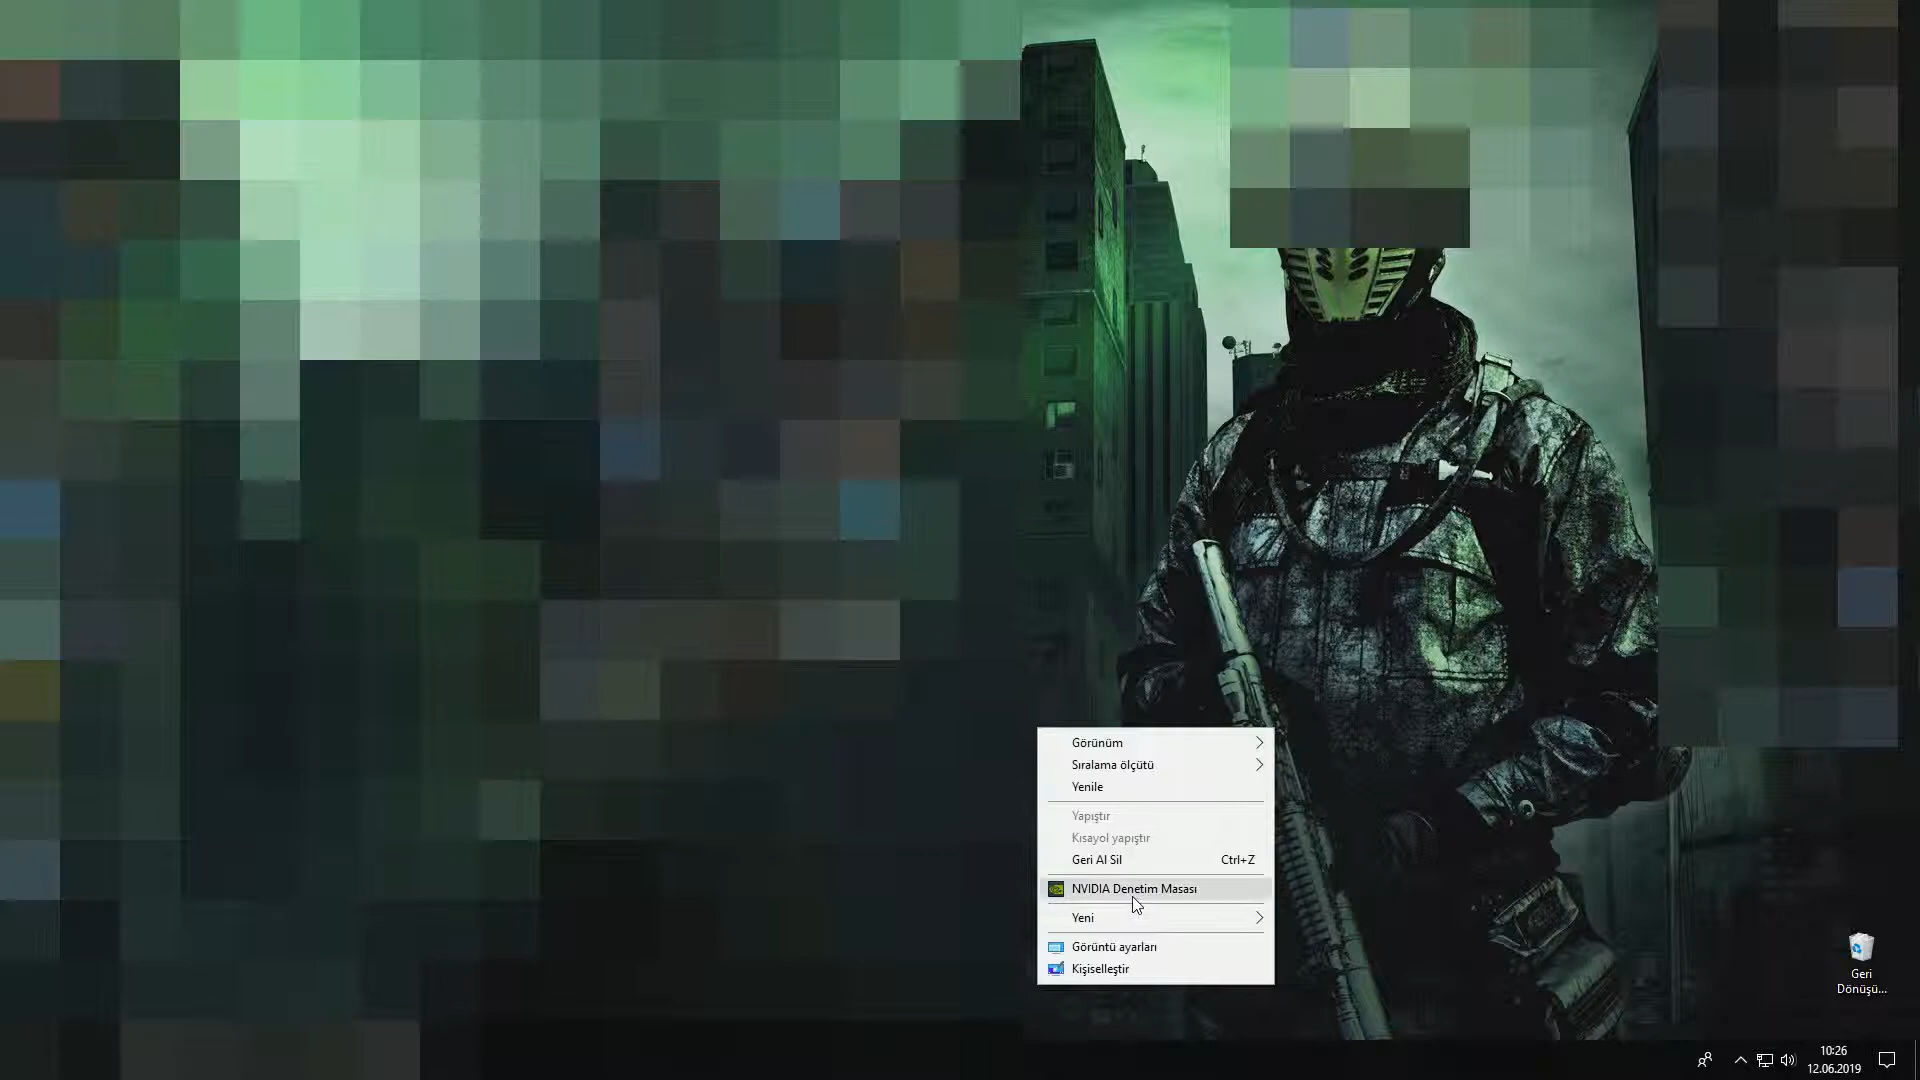 Görünüm
Sıralama ölçütü
Yenile
Yapıştır
Kısayol yapıştır
Geri Al Sil Ctrl+Z
NVIDIA Denetim Masası
Yeni
Görüntü ayarları
Kişiselleştir
Geri
Dönüşü...
10:26
12.06.2019